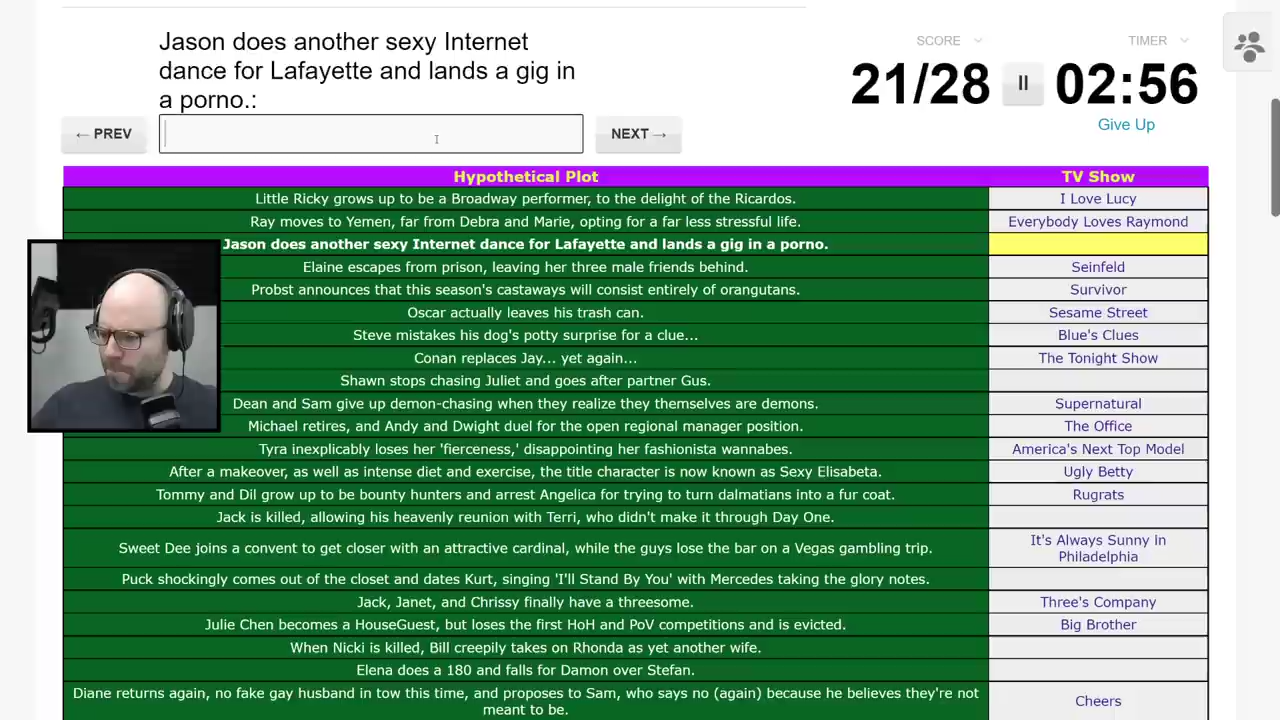 Jason does another sexy Internet
dance for Lafayette and lands a gig in
a porno.:
SCORE
TIMER
21/28
02:56
Give Up
← PREV
NEXT →
Hypothetical Plot
TV Show
Little Ricky grows up to be a Broadway performer, to the delight of the Ricardos.
I Love Lucy
Ray moves to Yemen, far from Debra and Marie, opting for a far less stressful life.
Everybody Loves Raymond
Jason does another sexy Internet dance for Lafayette and lands a gig in a porno.
Elaine escapes from prison, leaving her three male friends behind.
Seinfeld
Probst announces that this season's castaways will consist entirely of orangutans.
Survivor
Oscar actually leaves his trash can.
Sesame Street
Steve mistakes his dog's potty surprise for a clue...
Blue's Clues
Conan replaces Jay... yet again...
The Tonight Show
Shawn stops chasing Juliet and goes after partner Gus.
Dean and Sam give up demon-chasing when they realize they themselves are demons.
Supernatural
Michael retires, and Andy and Dwight duel for the open regional manager position.
The Office
Tyra inexplicably loses her 'fierceness,' disappointing her fashionista wannabes.
America's Next Top Model
After a makeover, as well as intense diet and exercise, the title character is now known as Sexy Elisabeta.
Ugly Betty
Tommy and Dil grow up to be bounty hunters and arrest Angelica for trying to turn dalmatians into a fur coat.
Rugrats
Jack is killed, allowing his heavenly reunion with Terri, who didn't make it through Day One.
Sweet Dee joins a convent to get closer with an attractive cardinal, while the guys lose the bar on a Vegas gambling trip.
It's Always Sunny in
Philadelphia
Puck shockingly comes out of the closet and dates Kurt, singing 'I'll Stand By You' with Mercedes taking the glory notes.
Jack, Janet, and Chrissy finally have a threesome.
Three's Company
Julie Chen becomes a HouseGuest, but loses the first HoH and PoV competitions and is evicted.
Big Brother
When Nicki is killed, Bill creepily takes on Rhonda as yet another wife.
Elena does a 180 and falls for Damon over Stefan.
Diane returns again, no fake gay husband in tow this time, and proposes to Sam, who says no (again) because he believes they're not
meant to be.
Cheers